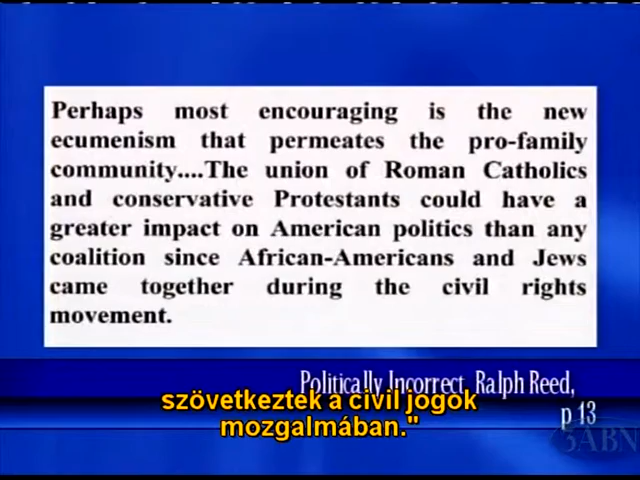 Perhaps most encouraging is the new
ecumenism that permeates the pro-family
community....The union of Roman Catholics
and conservative Protestants could have a
greater impact on American politics than any
coalition since African-Americans and Jews
came together during the civil rights
movement.
Politically Incorrect, Ralph Reed,
szövetkeztek a civil jogok
p 13
mozgalmában."
3ABN